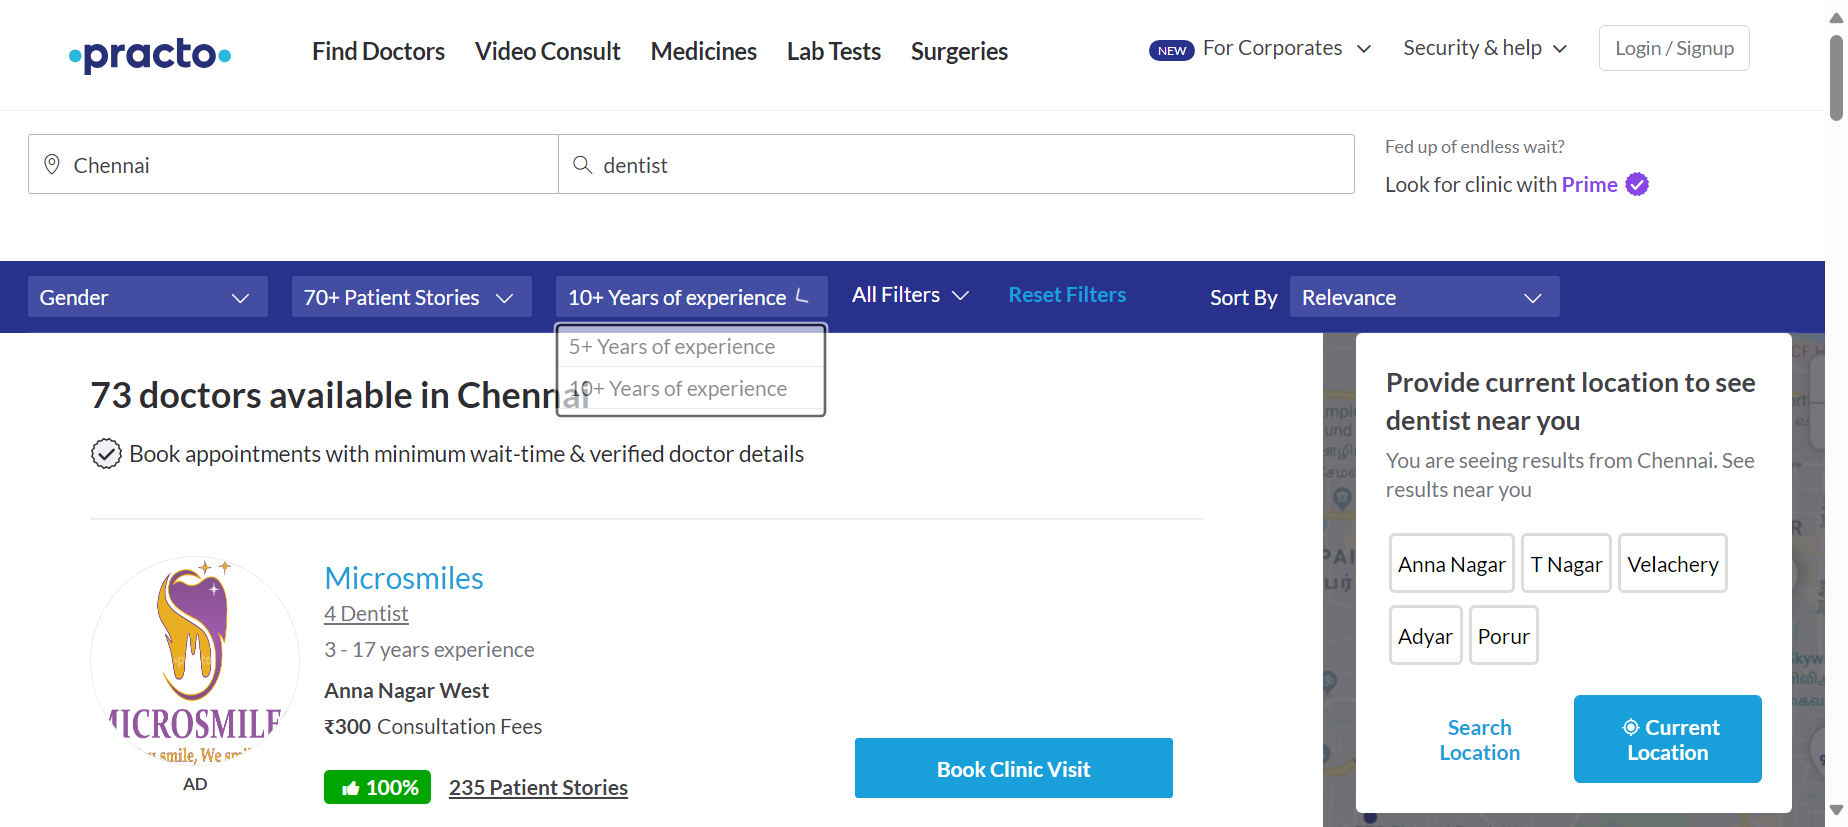 practo
Find Doctors
Video Consult
Medicines
Lab Tests
Surgeries
NEW
For Corporates
Security & help
Login / Signup
Chennai
dentist
Fed up of endless wait?
Look for clinic with Prime
Gender
70+ Patient Stories
10+ Years of experience
All Filters
Reset Filters
Sort By
Relevance
5+ Years of experience
10+ Years of experience
73 doctors available in Chennai
Book appointments with minimum wait-time & verified doctor details
Microsmiles
4 Dentist
3 - 17 years experience
Anna Nagar West
₹300 Consultation Fees
100%
235 Patient Stories
AD
Book Clinic Visit
Provide current location to see
dentist near you
You are seeing results from Chennai. See
results near you
Anna Nagar
T Nagar
Velachery
Adyar
Porur
Search
Location
Current
Location